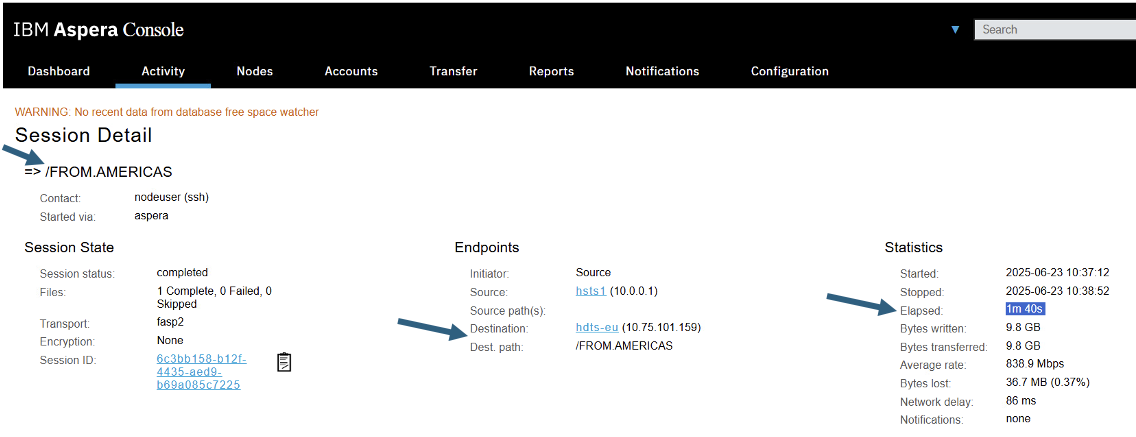 IBM Aspera Console
Search
Dashboard Activity Nodes Accounts Transfer Reports Notifications Configuration
WARNING. No recent data from database free space watcher
Session Detail
=> /FROM.AMERICAS
Contact: nodeuser (ssh)
Started via: aspera
Session State
Session status: completed
Files: 1 Complete, 0 Failed, 0
Skipped
Transport: fasp2
Encryption: None
Session ID: 6c3bb158-b12f-
4435-aed9-
b69a085c7225
Endpoints
Initiator: Source
Source: hsts1 (10.0.0.1)
Source path(s):
Destination: hdts-eu (10.75.101.159)
Dest. path: /FROM.AMERICAS
Statistics
Started: 2025-06-23 10:37:12
Stopped: 2025-06-23 10:38:52
Elapsed: 1m 40s
Bytes written: 9.8 GB
Bytes transferred: 9.8 GB
Average rate: 838.9 Mbps
Bytes lost: 36.7 MB (0.37%)
Network delay: 86 ms
Notifications: none